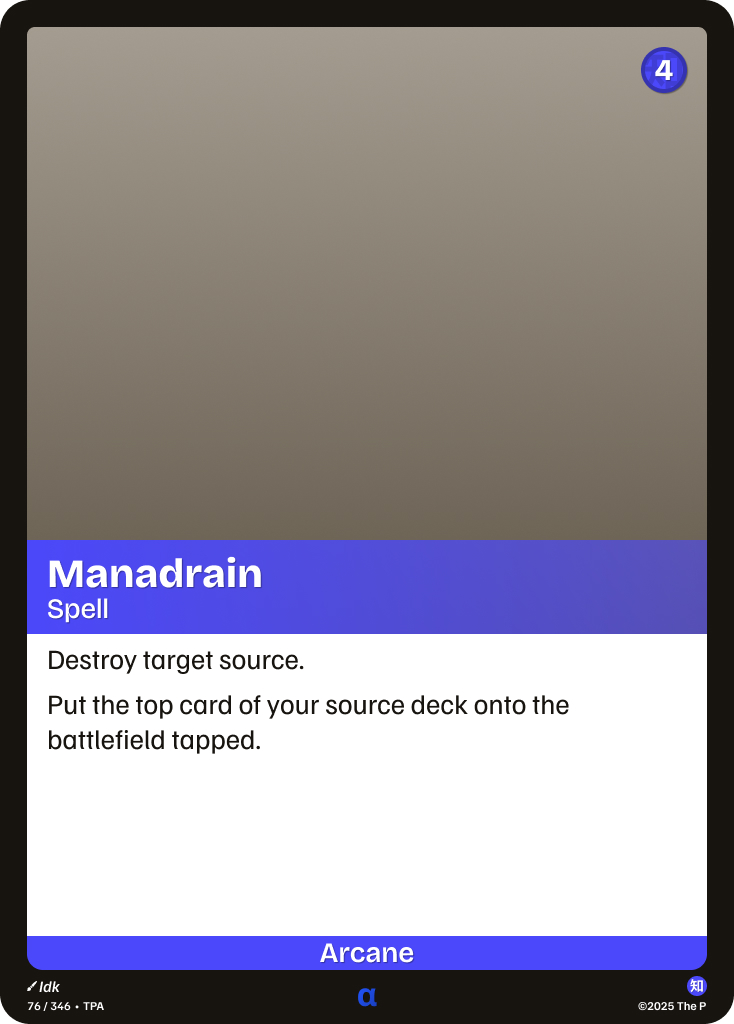 4
Manadrain
Spell
Destroy target source.
Put the top card of your source deck onto the
battlefield tapped.
Arcane
Idk
76 / 346 • TPA
α
知
©2025 The P